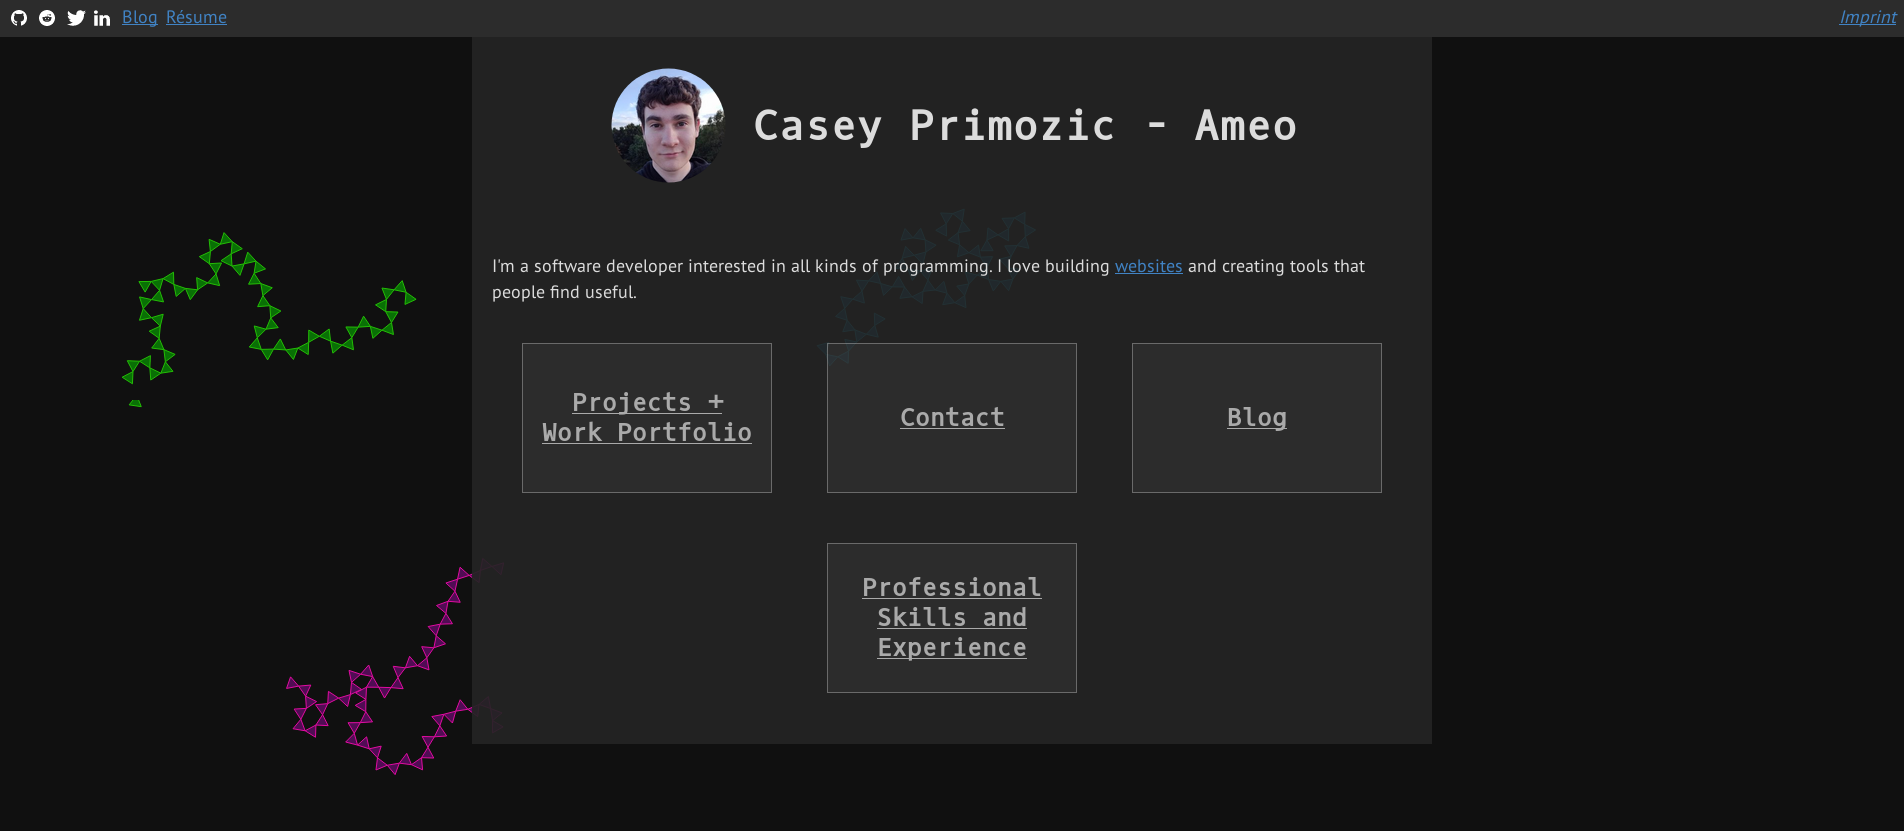 Blog Résume Imprint
Casey Primozic - Ameo
I'm a software developer interested in all kinds of programming. I love building websites and creating tools that
people find useful.
Projects +
Work Portfolio
Contact
Blog
Professional
Skills and
Experience